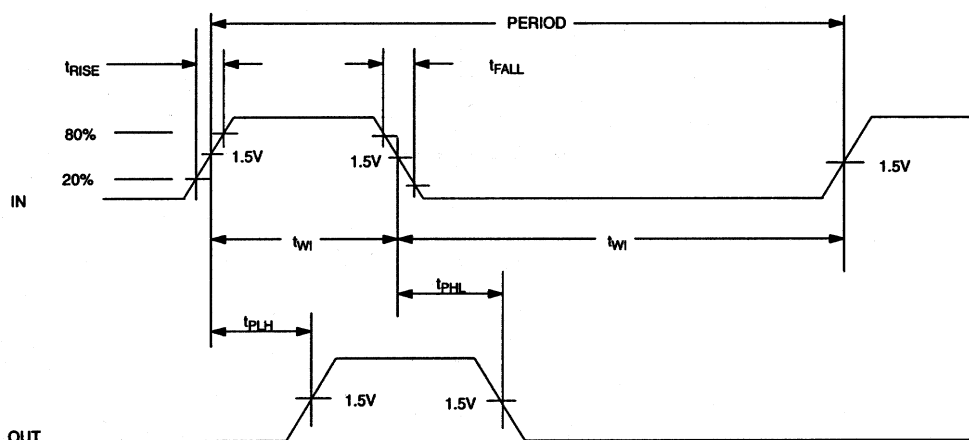 PERIOD
tRISE
tFALL
80%
1.5V
1.5V
1.5V
20%
IN
tWI
tWI
tPHL
tPLH
1.5V
1.5V
OUT